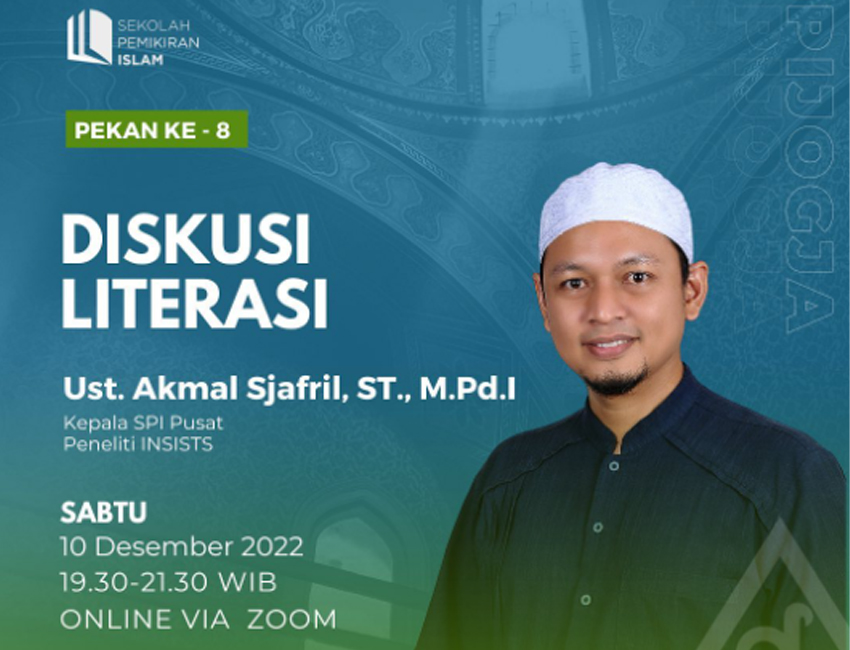 SEKOLAH
PEMIKIRAN
ISLAM
PEKAN KE - 8
DISKUSI
LITERASI
Ust. Akmal Sjafril, ST., M.Pd.I
Kepala SPI Pusat
Peneliti INSISTS
SABTU
10 Desember 2022
19.30-21.30 WIB
ONLINE VIA ZOOM
PIJOGJA
PIJOGJ